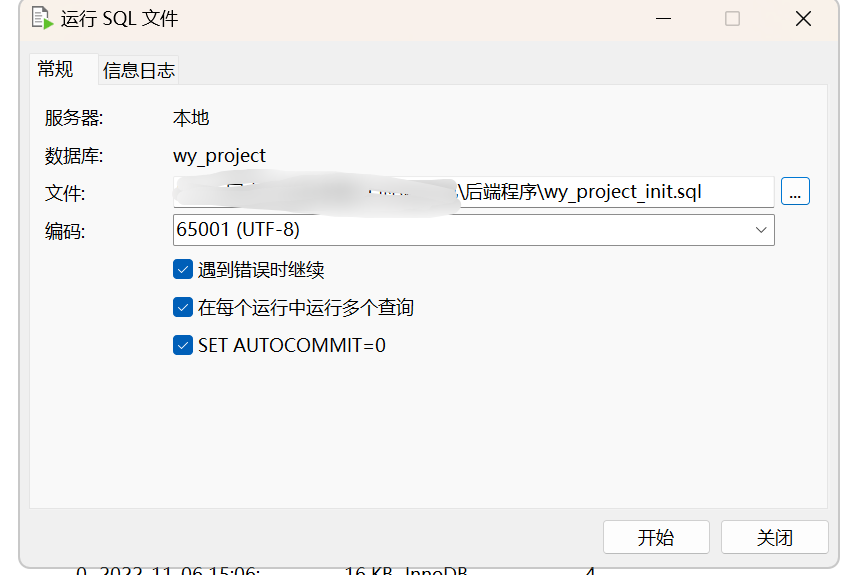 运行 SQL 文件
常规
信息日志
服务器: 本地
数据库: wy_project
文件: \后端程序\wy_project_init.sql ...
编码: 65001 (UTF-8)
遇到错误时继续
在每个运行中运行多个查询
SET AUTOCOMMIT=0
开始 关闭
0 2022-11-06 15:06: 16 KB InnoDB 4